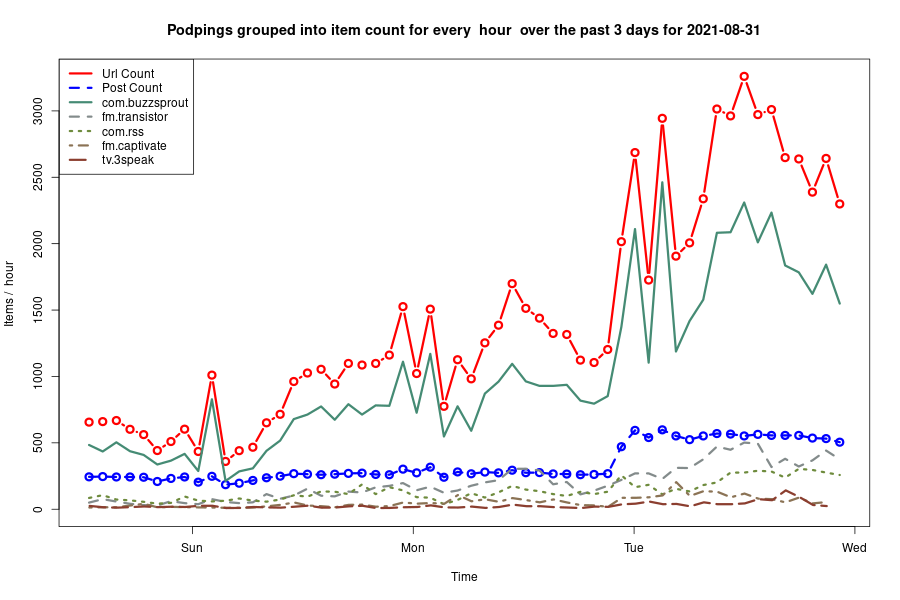 Podpings grouped into item count for every  hour  over the past 3 days for 2021-08-31
Url Count
Post Count
com.buzzsprout
fm.transistor
com.rss
fm.captivate
tv.3speak
Items /  hour
3000
2500
2000
1500
1000
500
0
Sun Mon Tue Wed
Time